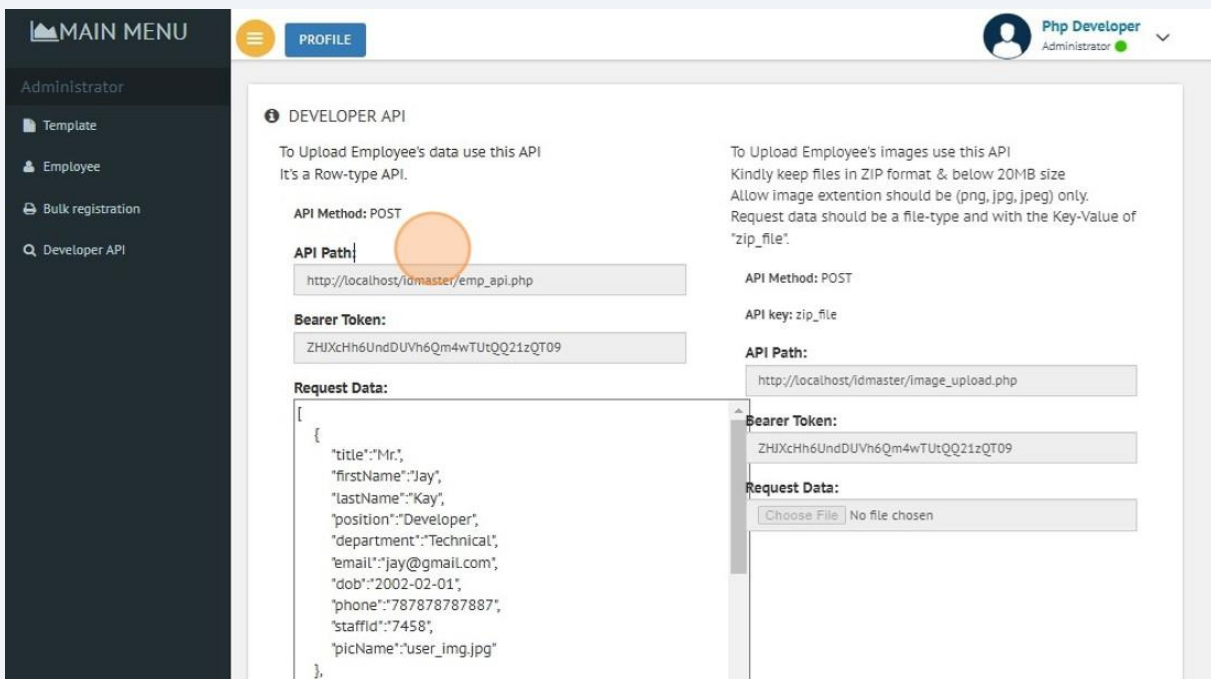 MAIN MENU
Administrator
Template
Employee
Bulk registration
Developer API
PROFILE
Php Developer
Administrator
DEVELOPER API
To Upload Employee's data use this API
It's a Row-type API.
API Method: POST
API Path:
http://localhost/idmaster/emp_api.php
Bearer Token:
ZHJXcHh6UndDUVh6Qm4wTUtQQ21zQT09
Request Data:
[
{
"title":"Mr.",
"firstName":"Jay",
"lastName":"Kay",
"position":"Developer",
"department":"Technical",
"email":"jay@gmail.com",
"dob":"2002-02-01",
"phone":"787878787887",
"staffId":"7458",
"picName":"user_img.jpg"
},
To Upload Employee's images use this API
Kindly keep files in ZIP format & below 20MB size
Allow image extention should be (png, jpg, jpeg) only.
Request data should be a file-type and with the Key-Value of
"zip_file".
API Method: POST
API key: zip_file
API Path:
http://localhost/idmaster/image_upload.php
Bearer Token:
ZHJXcHh6UndDUVh6Qm4wTUtQQ21zQT09
Request Data:
Choose File No file chosen